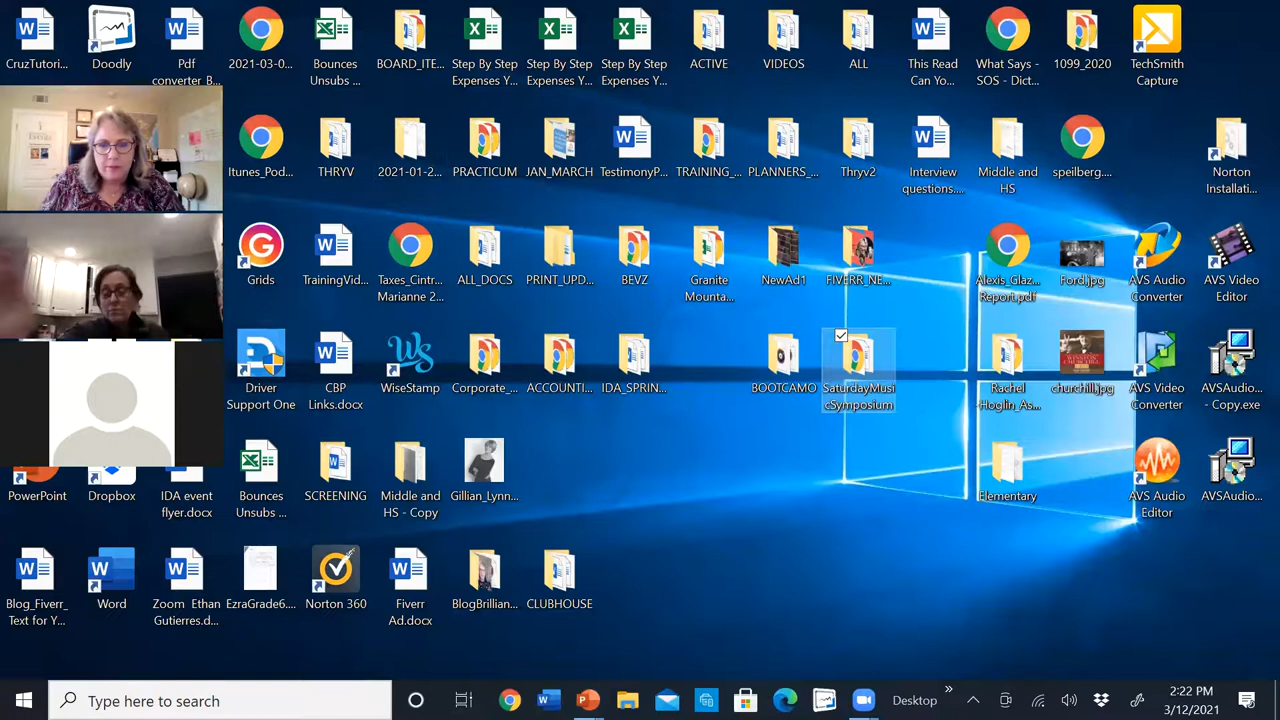 CruzTutori...
Doodly
Pdf
converter B...
2021-03-0...
Bounces
Unsubs ...
BOARD_ITE...
Step By Step
Expenses Y...
Step By Step
Expenses Y...
Step By Step
Expenses Y...
ACTIVE
VIDEOS
ALL
This Read
Can Yo...
What Says -
SOS - Dict...
1099_2020
TechSmith
Capture
Itunes_Pod...
THRYV
2021-01-2...
PRACTICUM
JAN_MARCH
TestimonyP...
TRAINING_...
PLANNERS_...
Thryv2
Interview
questions....
Middle and
HS
speilberg....
Norton
Installati...
Grids
TrainingVid...
Taxes_Cintr...
Marianne 2...
ALL_DOCS
PRINT_UPD...
BEVZ
Granite
Mounta...
NewAd1
FIVERR_NE...
Alexis_Glaz...
Report.pdf
Ford.jpg
AVS Audio
Converter
AVS Video
Editor
Driver
Support One
CBP
Links.docx
WiseStamp
Corporate_...
ACCOUNTI...
IDA_SPRIN...
BOOTCAMO
SaturdayMusi
cSymposium
Rachel
Hoglin_As...
churchill.jpg
AVS Video
Converter
AVSAudio...
- Copy.exe
PowerPoint
Dropbox
IDA event
flyer.docx
Bounces
Unsubs ...
SCREENING
Middle and
HS - Copy
Gillian_Lynn...
Elementary
AVS Audio
Editor
AVSAudio...
Blog_Fiverr_
Text for Y...
Word
Zoom Ethan
Gutierres.d...
EzraGrade6....
Norton 360
Fiverr
Ad.docx
BlogBrillian...
CLUBHOUSE
Type here to search
Desktop
2:22 PM
3/12/2021